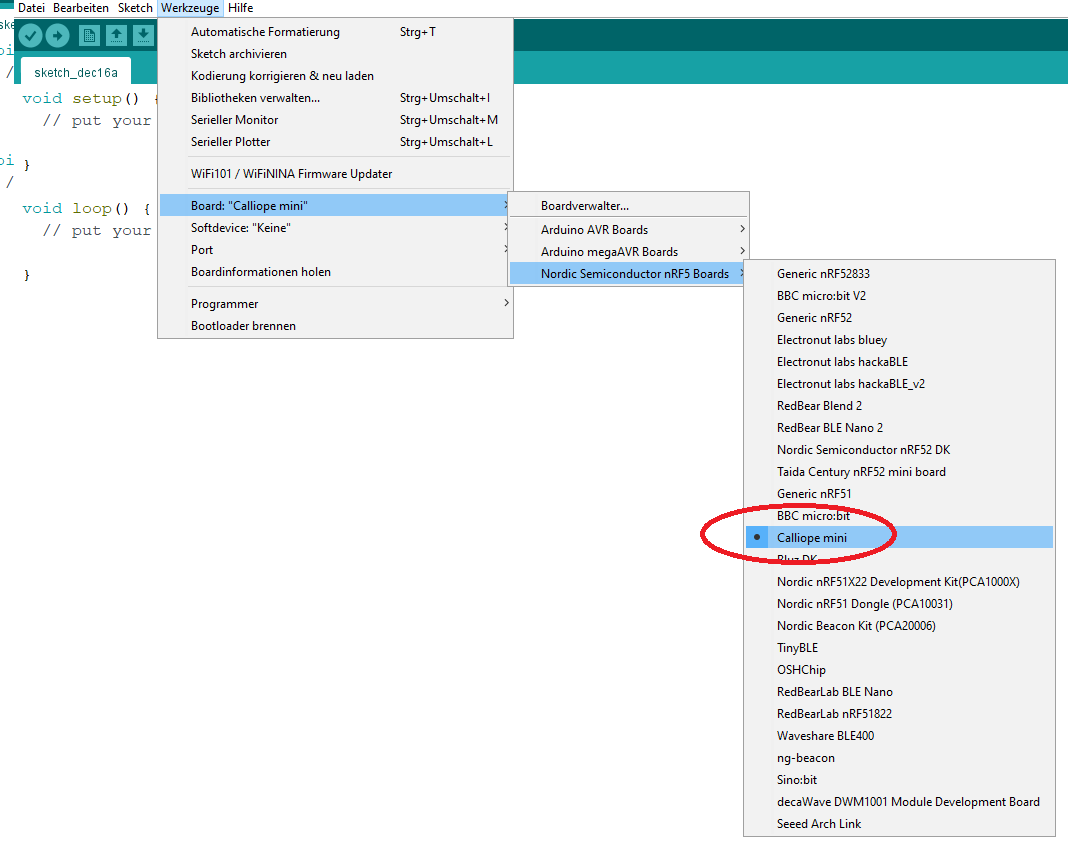 Datei Bearbeiten Sketch Werkzeuge Hilfe
sketch_dec16a
void setup() {
// put your
}
void loop() {
// put your
}
Automatische Formatierung Strg+T
Sketch archivieren
Kodierung korrigieren & neu laden
Bibliotheken verwalten... Strg+Umschalt+I
Serieller Monitor Strg+Umschalt+M
Serieller Plotter Strg+Umschalt+L
WiFi101 / WiFiNINA Firmware Updater
Board: "Calliope mini"
Softdevice: "Keine"
Port
Boardinformationen holen
Programmer
Bootloader brennen
Boardverwalter...
Arduino AVR Boards
Arduino megaAVR Boards
Nordic Semiconductor nRF5 Boards
Generic nRF52833
BBC micro:bit V2
Generic nRF52
Electronut labs bluey
Electronut labs hackaBLE
Electronut labs hackaBLE_v2
RedBear Blend 2
RedBear BLE Nano 2
Nordic Semiconductor nRF52 DK
Taida Century nRF52 mini board
Generic nRF51
BBC micro:bit
Calliope mini
Bluz DK
Nordic nRF51X22 Development Kit(PCA1000X)
Nordic nRF51 Dongle (PCA10031)
Nordic Beacon Kit (PCA20006)
TinyBLE
OSHChip
RedBearLab BLE Nano
RedBearLab nRF51822
Waveshare BLE400
ng-beacon
Sino:bit
decaWave DWM1001 Module Development Board
Seeed Arch Link